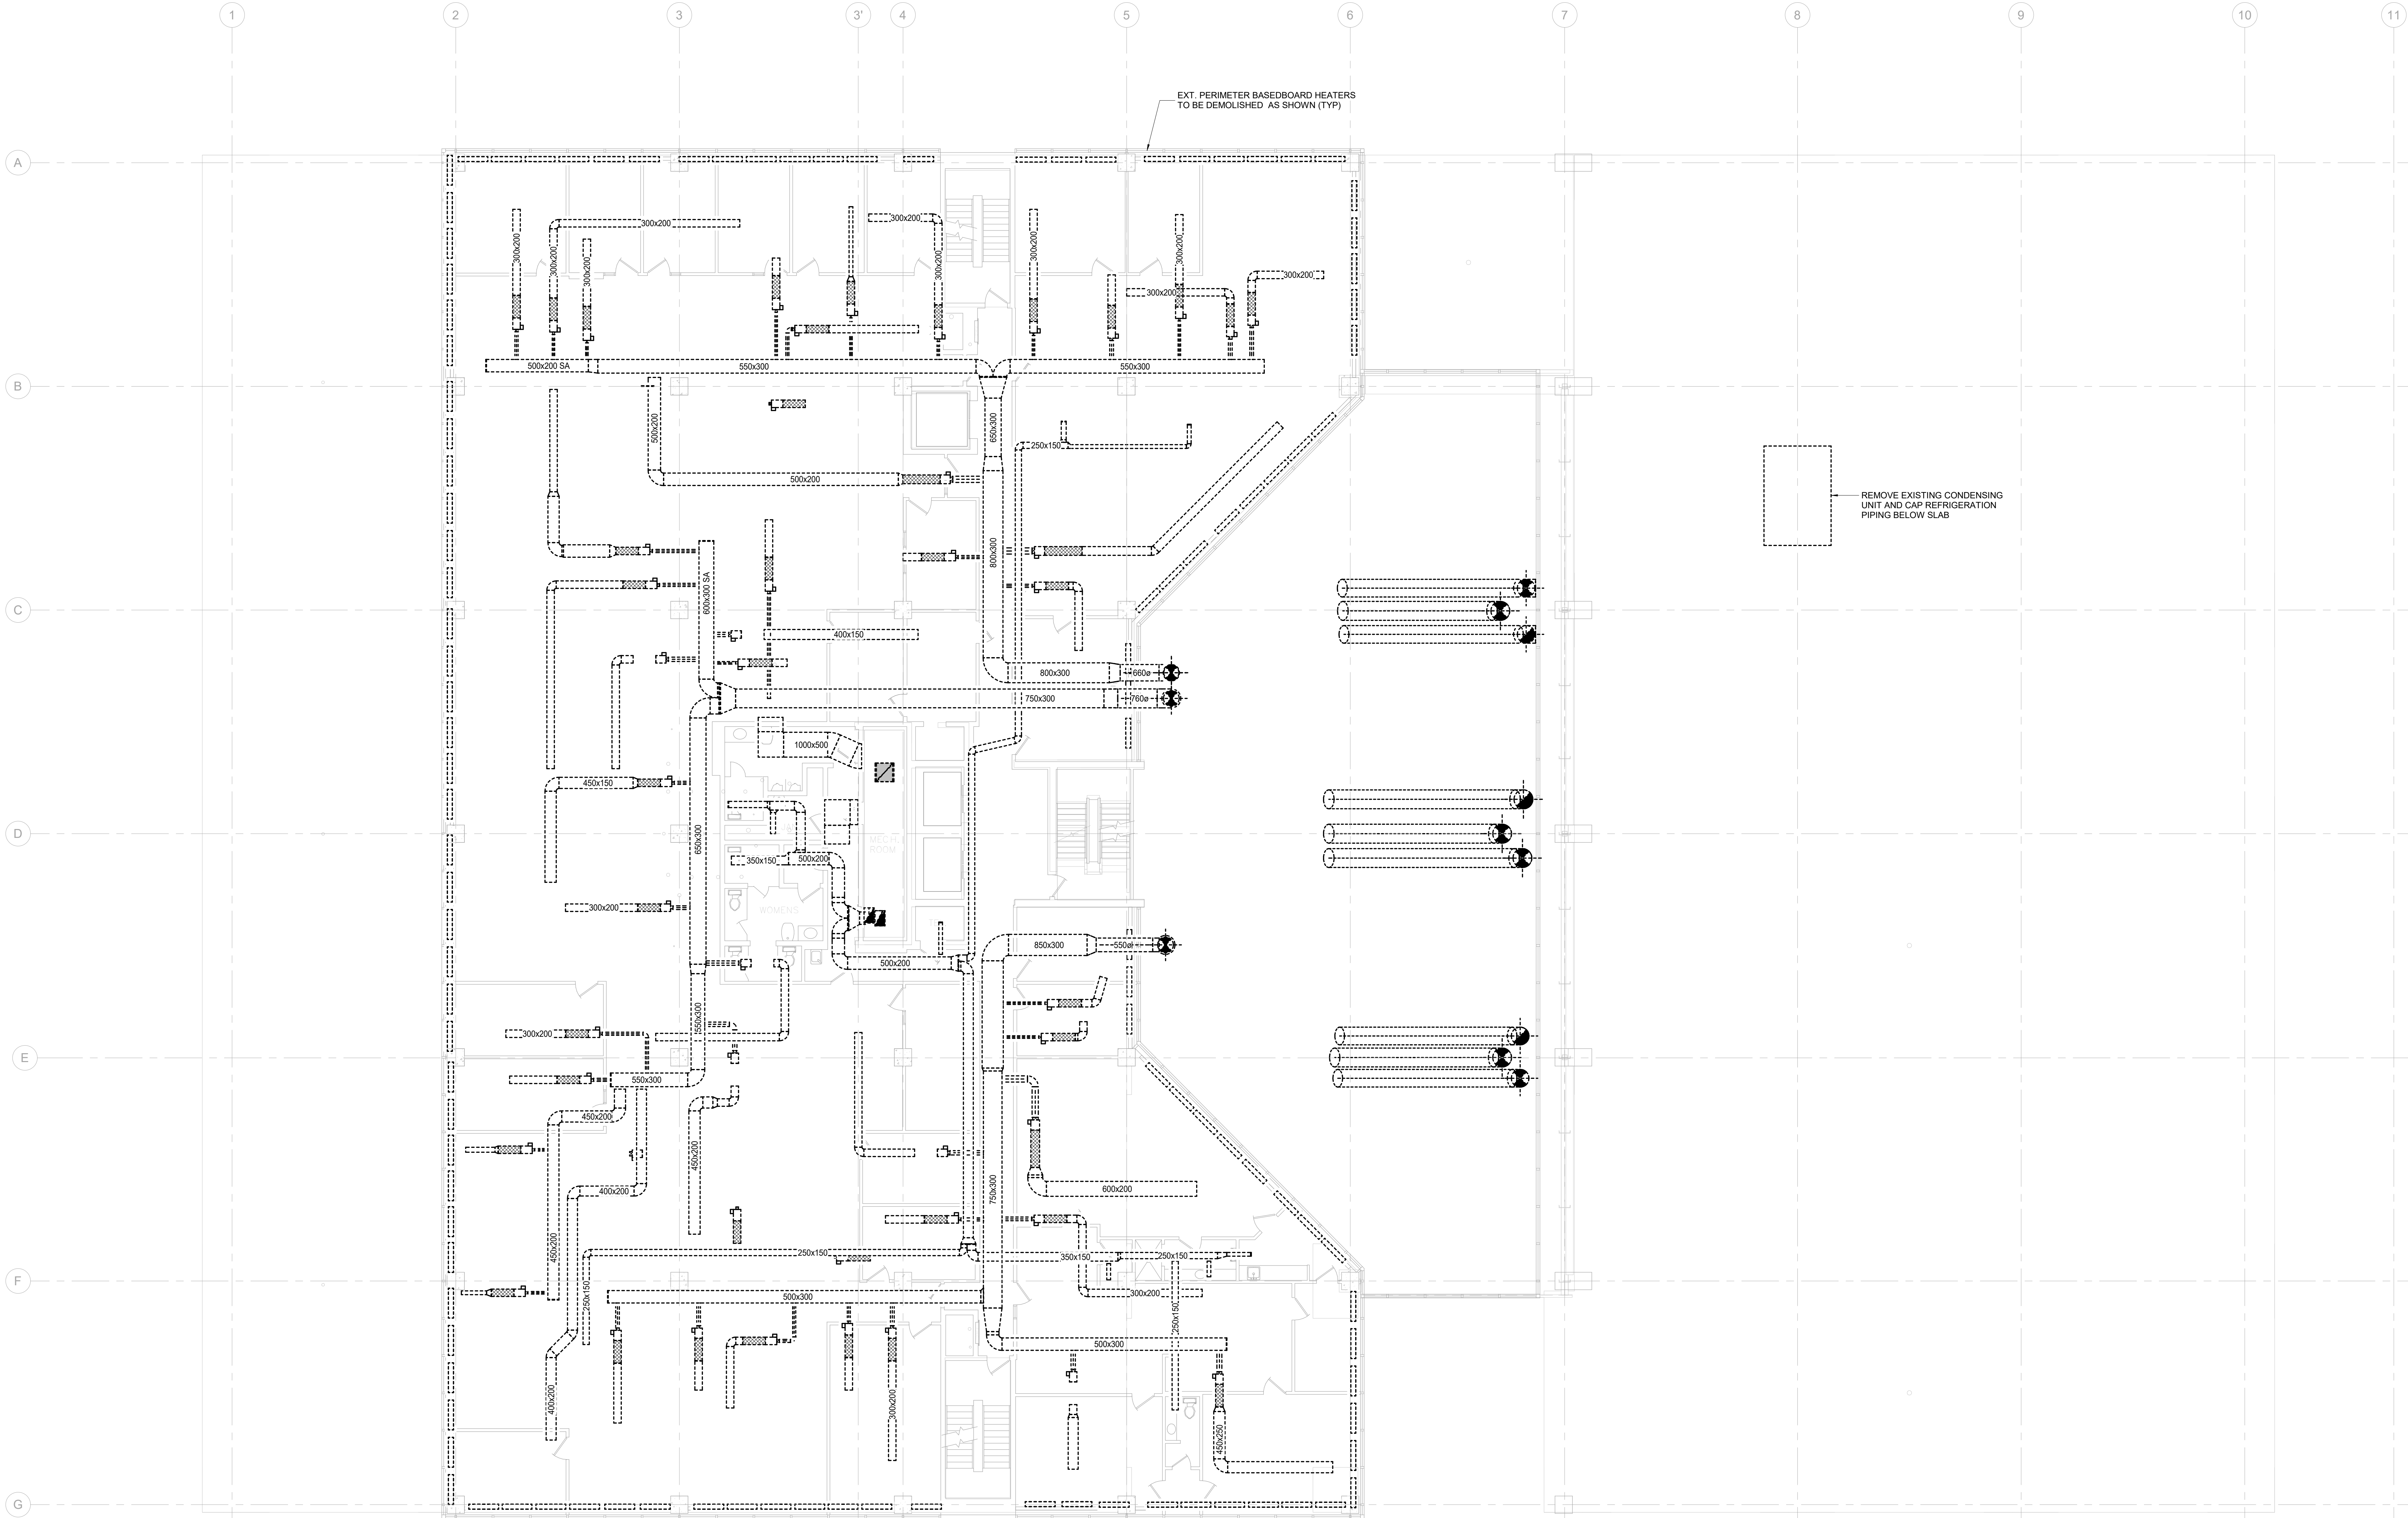 1 2 3 3' 4 5 6 7 8 9 10 11
EXT. PERIMETER BASEDBOARD HEATERS
TO BE DEMOLISHED AS SHOWN (TYP)
A
300x200
300x200
300x200
300x200
300x200
300x200
300x200
300x200
300x200
300x200
300x200
500x200 SA
550x300
550x300
B
500x200
650x300
250x150
500x200
REMOVE EXISTING CONDENSING
UNIT AND CAP REFRIGERATION
PIPING BELOW SLAB
800x300
600x300 SA
C
400x150
800x300
660ø
750x300
760ø
1000x500
450x150
D
650x300
MECH.
ROOM
350x150
500x200
300x200
WOMENS
850x300
550ø
500x200
550x300
300x200
E
550x300
450x200
450x200
400x200
750x300
600x200
450x200
250x150
350x150
250x150
F
250x150
500x300
300x200
250x150
500x300
400x200
300x200
450x250
G